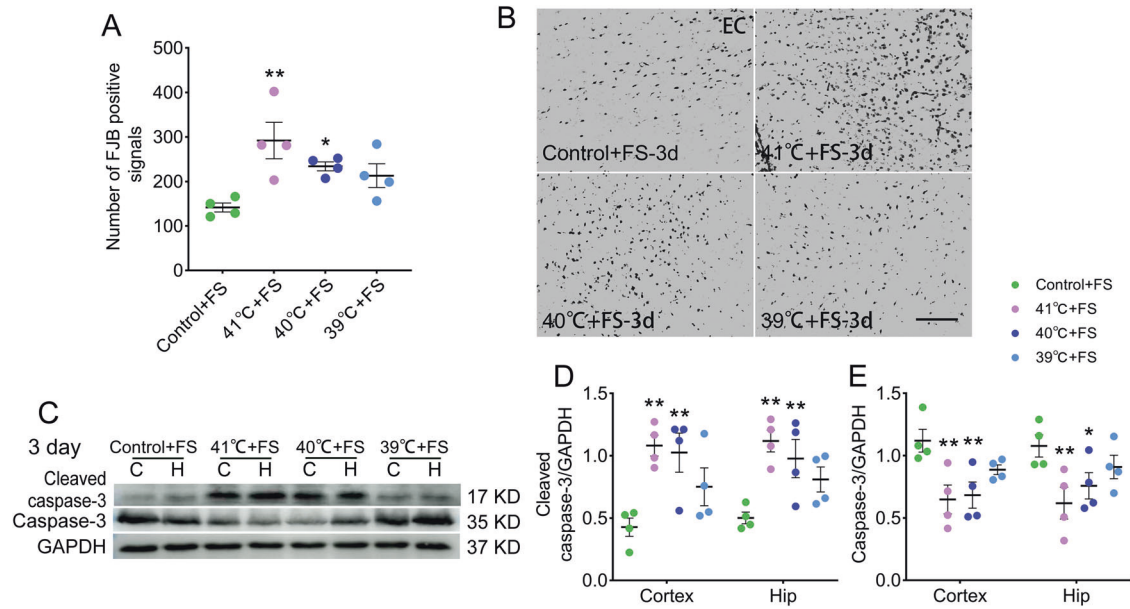 A
Number of FJB positive
signals
500
400
300
200
100
0
**
*
Control+FS
41℃+FS
40℃+FS
39℃+FS
B
EC
Control+FS-3d
41℃+FS-3d
40℃+FS-3d
39℃+FS-3d
Control+FS
41℃+FS
40℃+FS
39℃+FS
C
3 day
Control+FS 41℃+FS 40℃+FS 39℃+FS
C H C H C H C H
Cleaved
caspase-3
17 KD
Caspase-3
35 KD
GAPDH
37 KD
D
Cleaved
caspase-3/GAPDH
1.5
1.0
0.5
0.0
** ** ** **
Cortex Hip
E
Caspase-3/GAPDH
1.5
1.0
0.5
0.0
** ** ** *
Cortex Hip